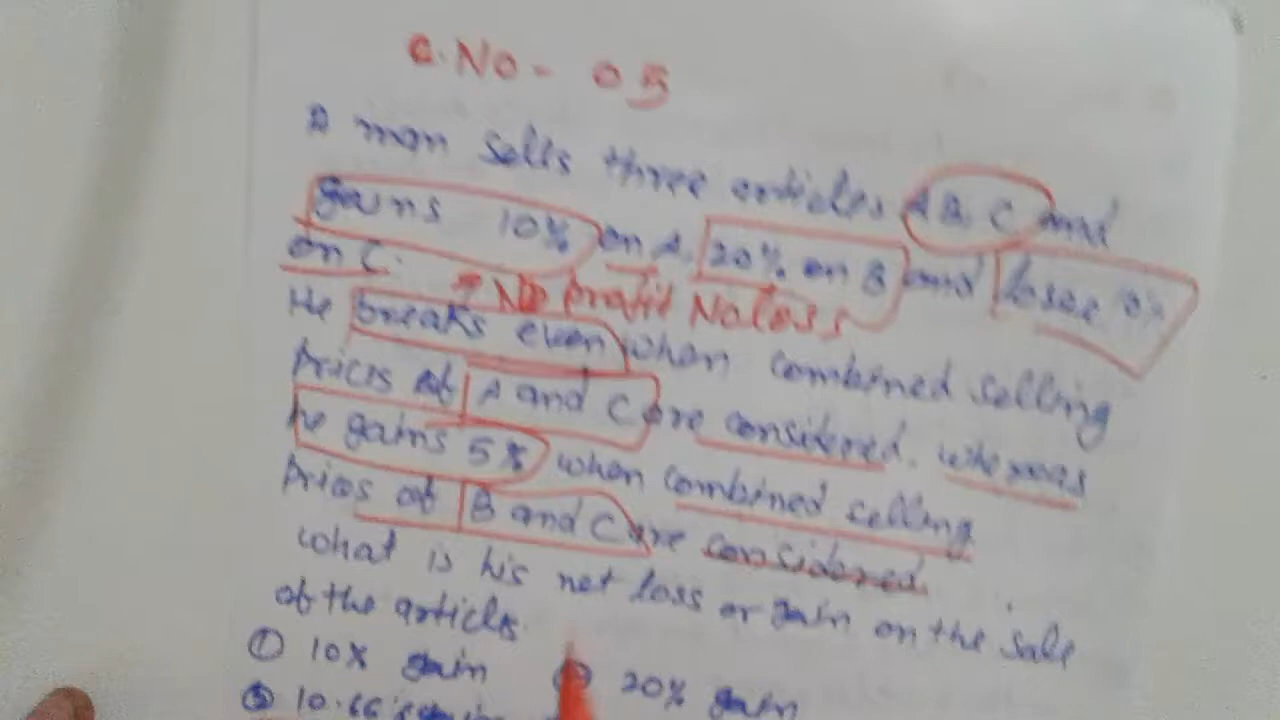 Q.No- 05
A man sells three articles A B, C and
gains 10% on A, 20% on B and loses
on C.
→ No profit No loss
He breaks even when combined selling
Prices of A and C are considered. whereas
he gains 5% when combined selling
Prices of B and C are considered.
what is his net loss or gain on the sale
of the articles.
① 10% gain 20% gain
③ 10.66